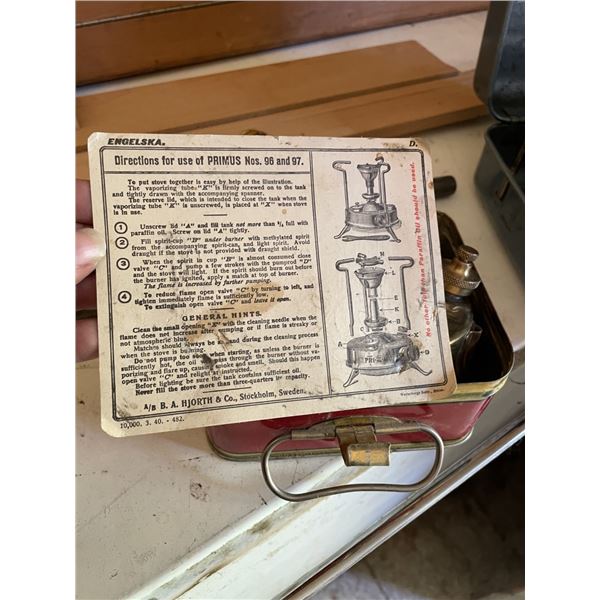 ENGELSKA.
D.
Directions for use of PRIMUS Nos. 96 and 97.
To put stove together is easy by help of the illustration.
The vaporizing tube "K" is firmly screwed on to the tank
and tightly drawn with the accompanying spanner.
The reserve lid, which is intended to close the tank when the
vaporizing tube "K" is unscrewed, is placed at "K" when stove
is in use.
1 Unscrew lid "A" and fill tank not more than 3/4 full with
paraffin oil. Screw on lid "A" tightly.
2 Fill spirit-cup "B" under burner with methylated spirit
from the accompanying spirit-can, and light spirit. Avoid
draught if the stove is not provided with draught shield.
3 When the spirit in cup "B" is almost consumed close
valve "C" and pump a few strokes with the pumprod "D"
and the stove will light. If the spirit should burn out before
the burner has ignited, apply a match at top of burner.
The flame is increased by further pumping.
4 To reduce flame open valve "C" by turning to left, and
tighten immediately flame is sufficiently low.
To extinguish open valve "C" and leave it open.
GENERAL HINTS.
Clean the small opening with the cleaning needle when the
flame does not increase after pumping or if flame is streaky or
not atmospheric blue.
Matches should always be at hand during the cleaning process
when the stove is burning.
Do not pump too when starting, as unless the burner is
sufficiently hot, the oil will pass through the burner without va-
porizing and flare up, causing smoke and smell. Should this happen
open valve "C" and relight as instructed.
Before lighting be sure the tank contains sufficient oil.
Never fill the stove more than three-quarters its capacity.
A/B B. A. HJORTH & Co., Stockholm, Sweden.
10,000. 3. 40. - 482.
No other Fuel than Paraffin Oil should be used.